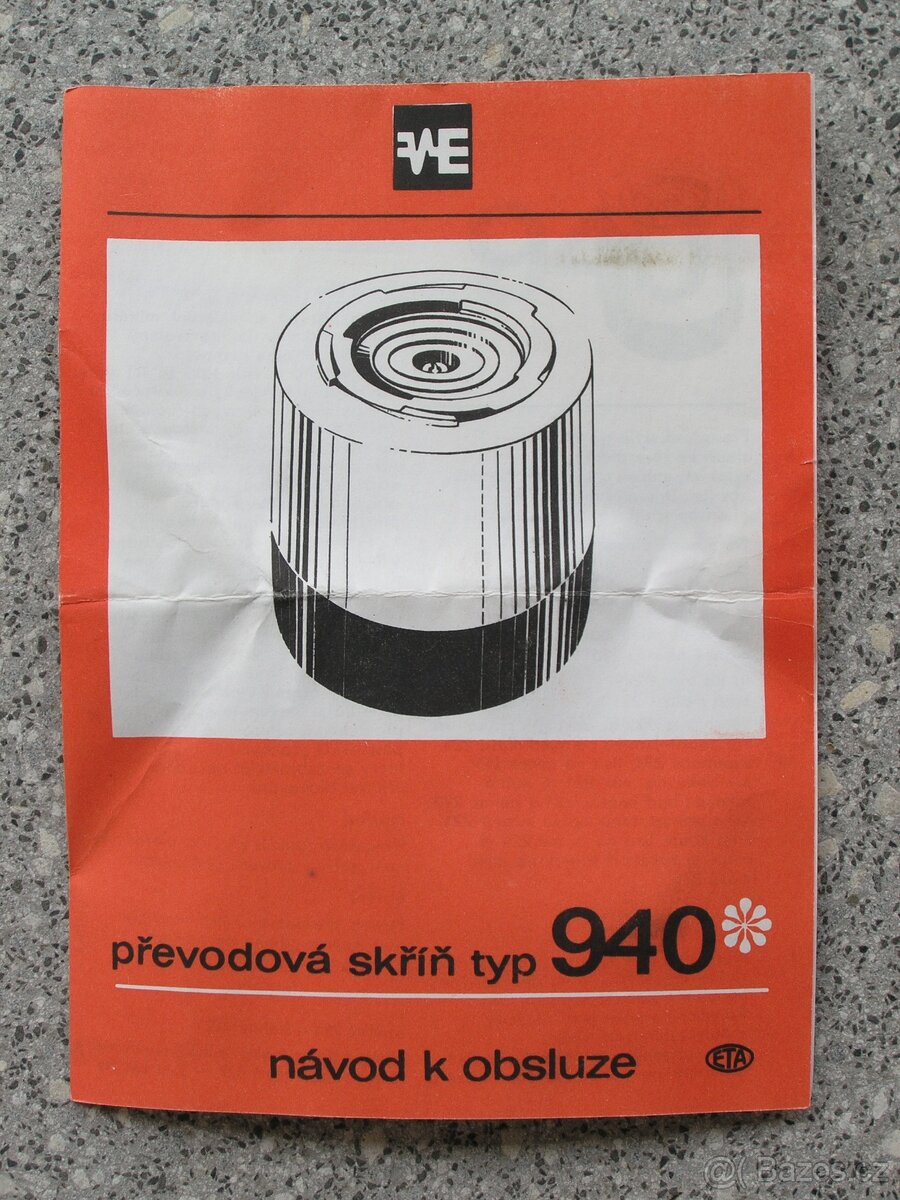 převodová skříň typ 940*
návod k obsluze
ETA
@ Bazos.cz